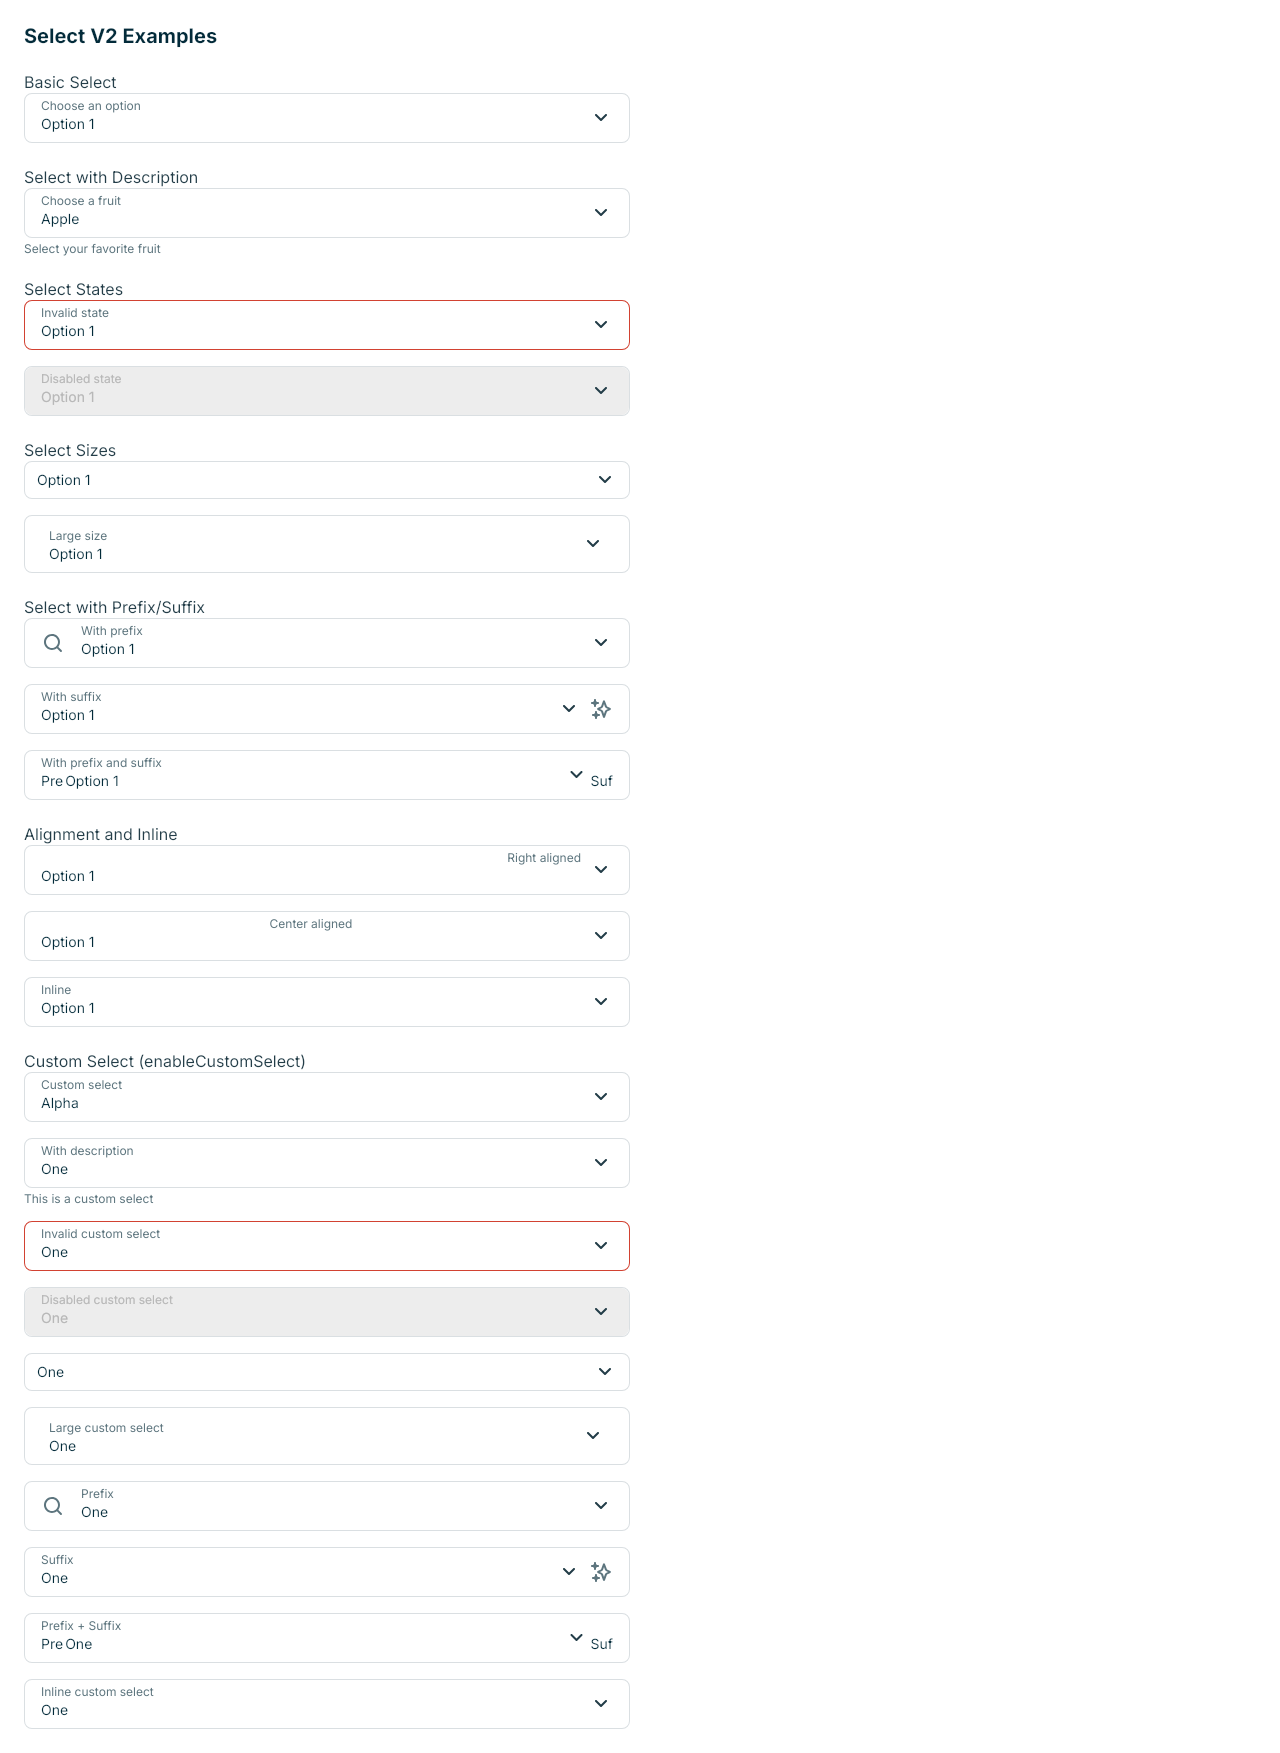 Select V2 Examples
Basic Select
Choose an option
Option 1
Select with Description
Choose a fruit
Apple
Select your favorite fruit
Select States
Invalid state
Option 1
Disabled state
Option 1
Select Sizes
Option 1
Large size
Option 1
Select with Prefix/Suffix
With prefix
Option 1
With suffix
Option 1
With prefix and suffix
Pre Option 1 Suf
Alignment and Inline
Right aligned
Option 1
Center aligned
Option 1
Inline
Option 1
Custom Select (enableCustomSelect)
Custom select
Alpha
With description
One
This is a custom select
Invalid custom select
One
Disabled custom select
One
One
Large custom select
One
Prefix
One
Suffix
One
Prefix + Suffix
Pre One Suf
Inline custom select
One